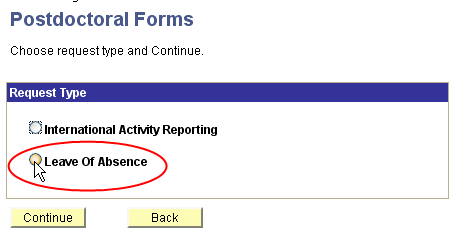 Postdoctoral Forms
Choose request type and Continue.
Request Type
International Activity Reporting
Leave Of Absence
Continue Back